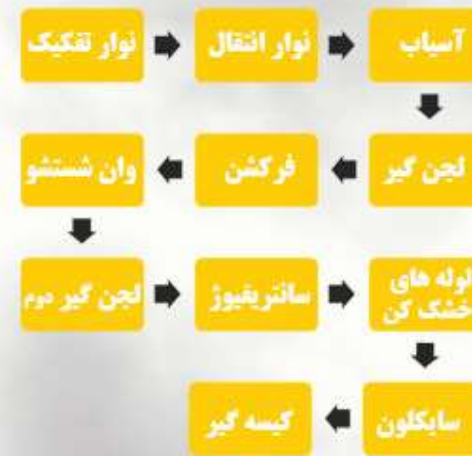 نوار تفکیک
نوار انتقال
آسیاب
لجن گیر
فرکشن
وان شستشو
لجن گیر دوم
سانتریفیوژ
لوله های
خشک کن
سایکلون
کیسه گیر